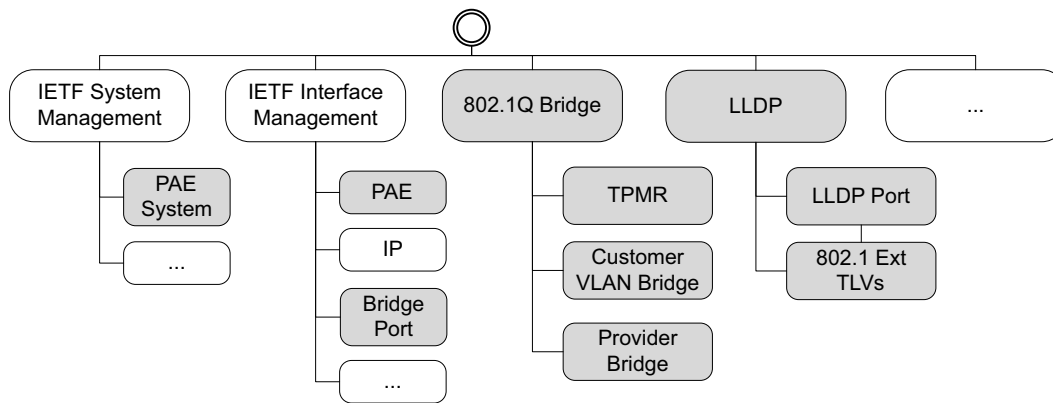 IETF System
Management
IETF Interface
Management
802.1Q Bridge
LLDP
...
PAE
System
...
PAE
IP
Bridge
Port
...
TPMR
Customer
VLAN Bridge
Provider
Bridge
LLDP Port
802.1 Ext
TLVs